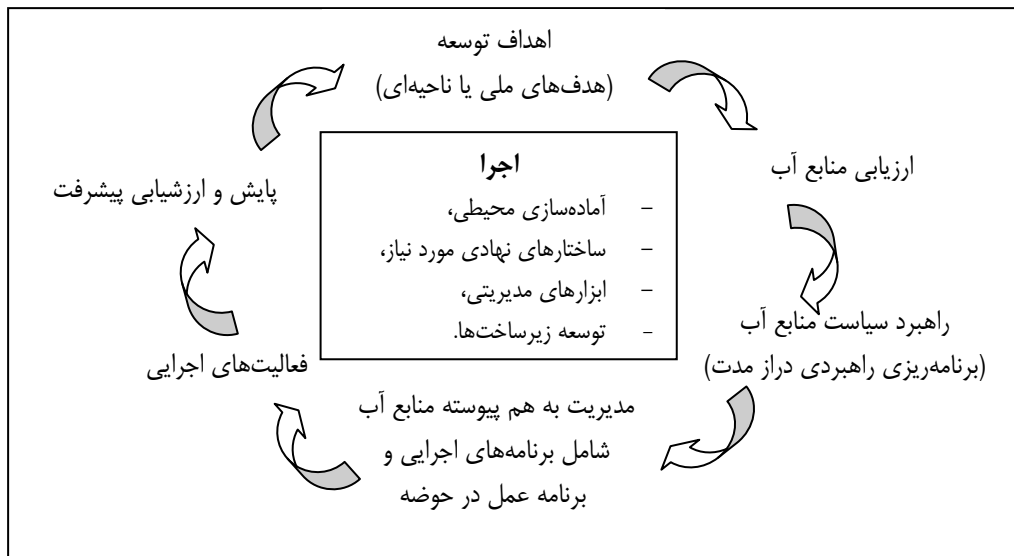 اهداف توسعه
(هدف‌های ملی یا ناحیه‌ای)
ارزیابی منابع آب
راهبرد سیاست منابع آب
(برنامه‌ریزی راهبردی دراز مدت)
مدیریت به هم پیوسته منابع آب
شامل برنامه‌های اجرایی و
برنامه عمل در حوضه
فعالیت‌های اجرایی
پایش و ارزشیابی پیشرفت
اجرا
- آماده‌سازی محیطی،
- ساختارهای نهادی مورد نیاز،
- ابزارهای مدیریتی،
- توسعه زیرساخت‌ها.